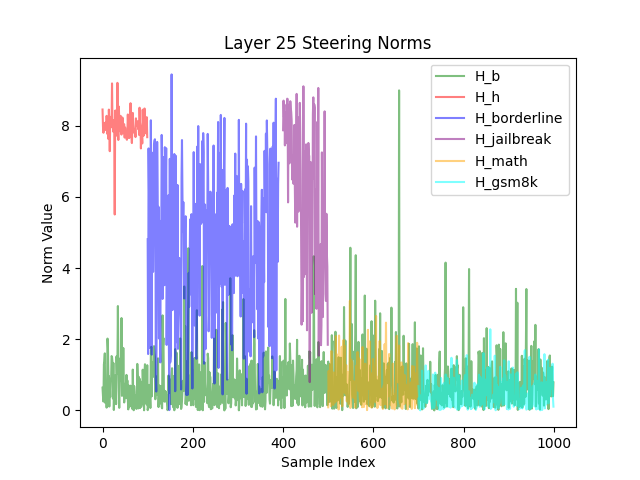 Layer 25 Steering Norms
H_b
H_h
H_borderline
H_jailbreak
H_math
H_gsm8k
Norm Value
8
6
4
2
0
0 200 400 600 800 1000
Sample Index